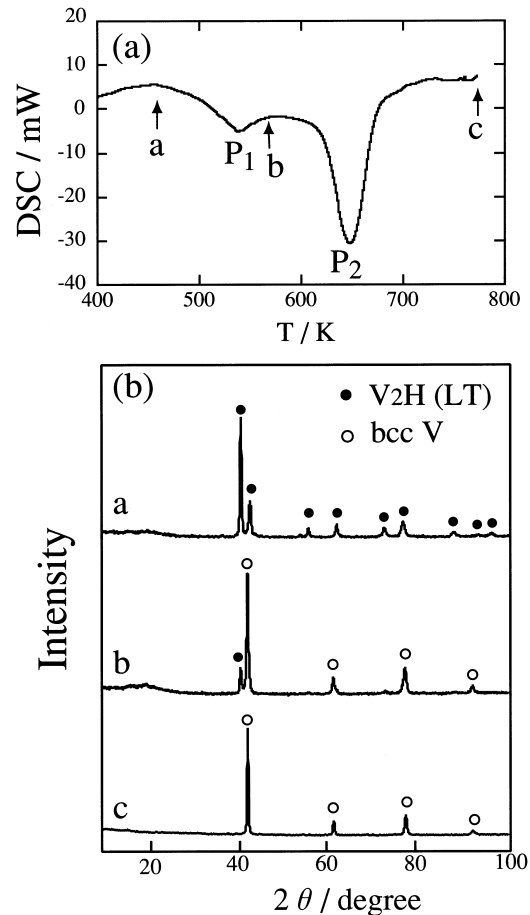 (a)
20
10
0
-10
-20
-30
-40
DSC / mW
a
P1
b
P2
c
400
500
600
700
800
T / K
(b)
V2H (LT)
bcc V
a
b
c
Intensity
20
40
60
80
100
2 θ / degree